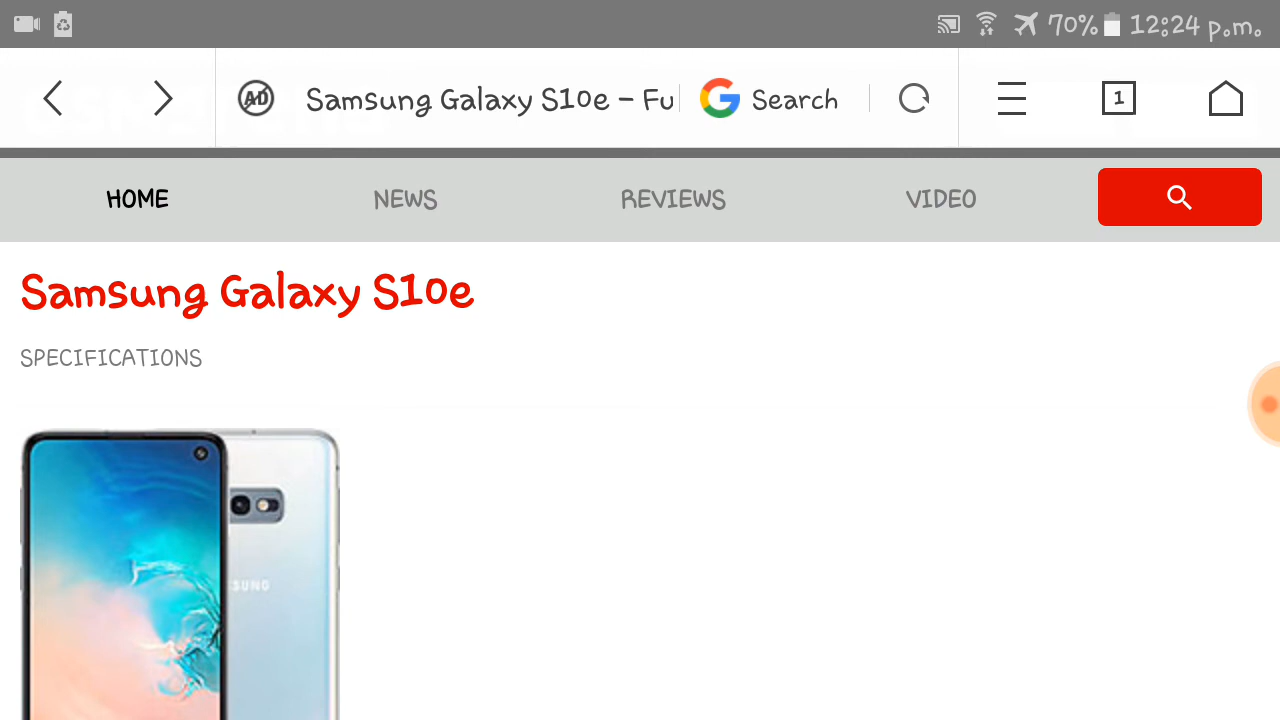 70% 12:24 p.m.
AD Samsung Galaxy S10e – Fu Search 1
HOME NEWS REVIEWS VIDEO
Samsung Galaxy S10e
SPECIFICATIONS
SUNG